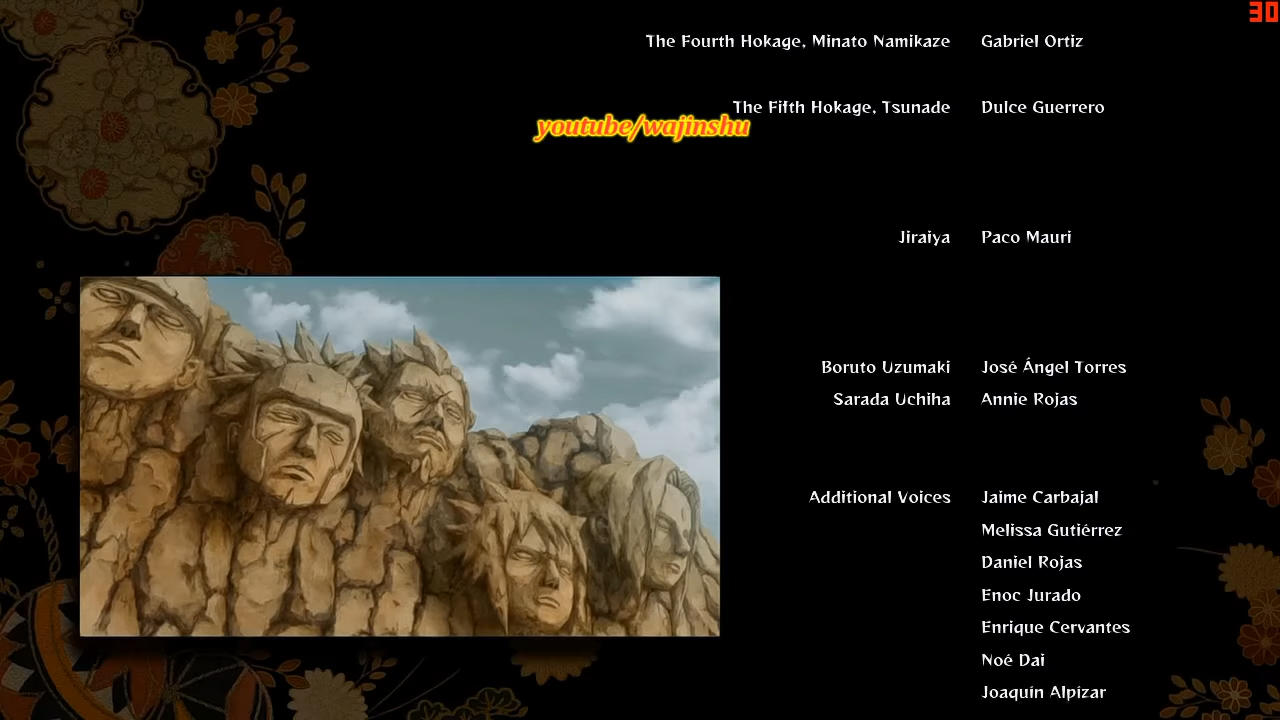 30
The Fourth Hokage, Minato Namikaze Gabriel Ortiz
The Fifth Hokage, Tsunade Dulce Guerrero
youtube/wajinshu
Jiraiya Paco Mauri
Boruto Uzumaki José Ángel Torres
Sarada Uchiha Annie Rojas
Additional Voices Jaime Carbajal
Melissa Gutiérrez
Daniel Rojas
Enoc Jurado
Enrique Cervantes
Noé Dai
Joaquín Alpízar